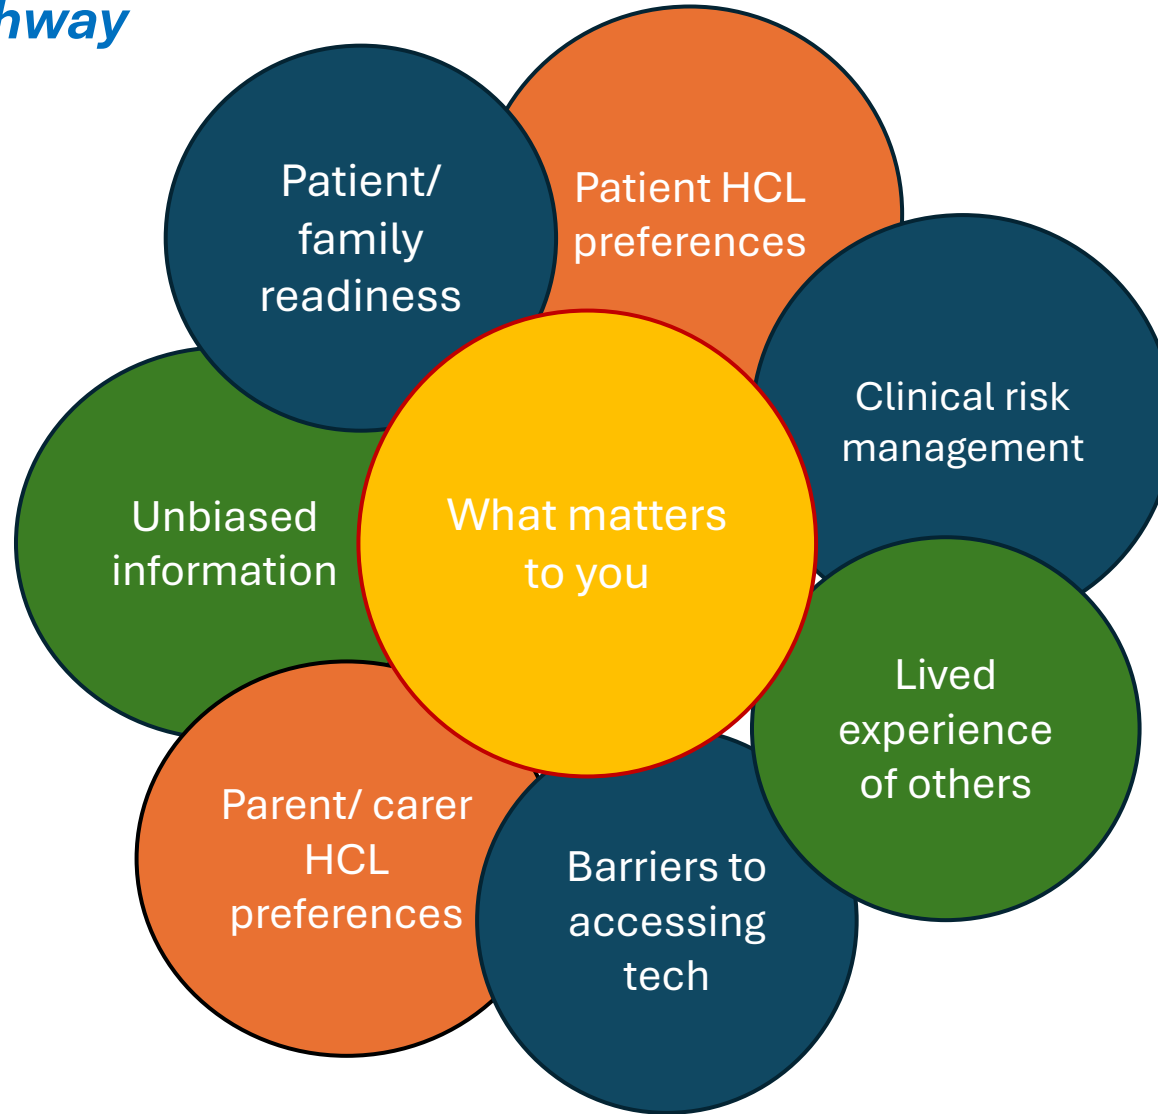 hway
Patient/
family
readiness
Patient HCL
preferences
Clinical risk
management
Unbiased
information
What matters
to you
Lived
experience
of others
Parent/ carer
HCL
preferences
Barriers to
accessing
tech